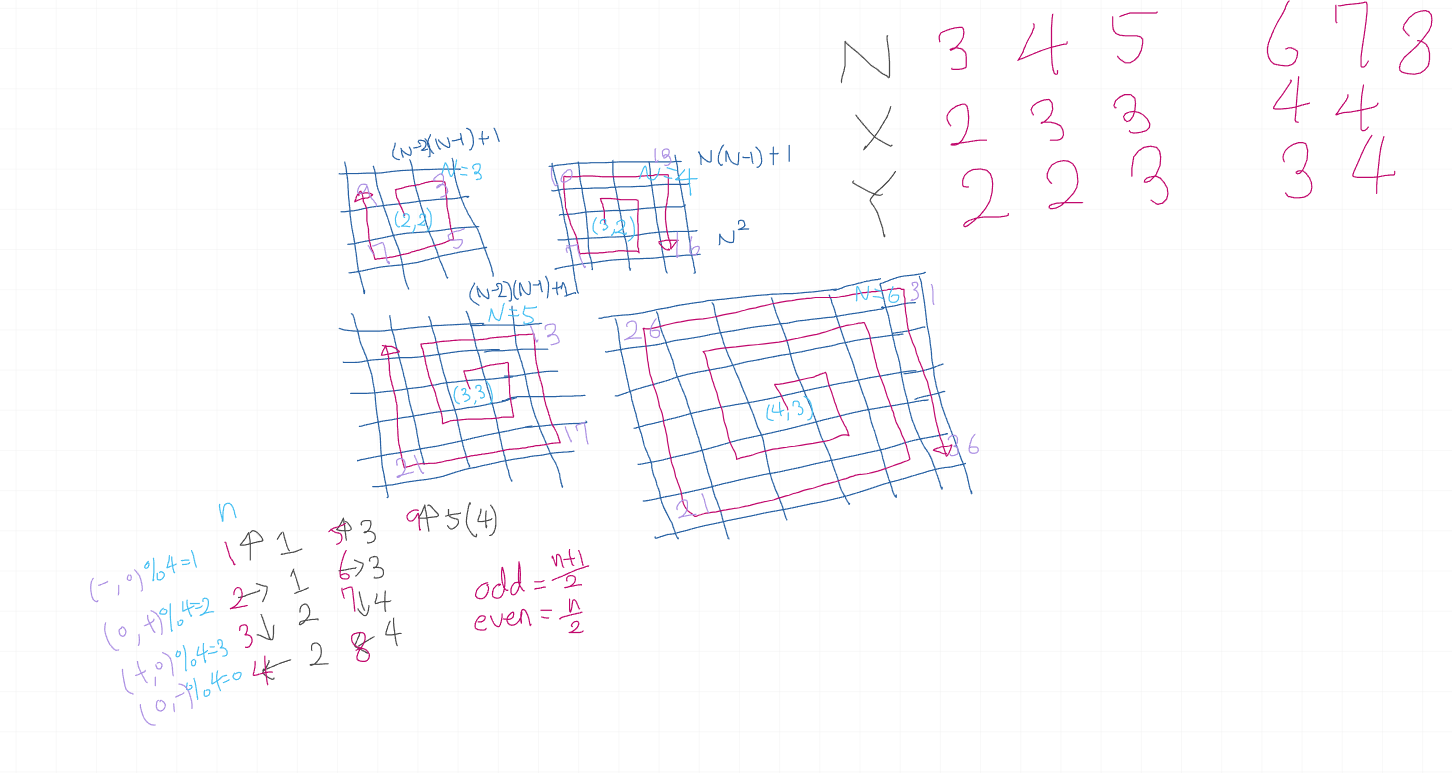 N 3 4 5 6 7 8
X 2 3 3 4 4
Y 2 2 3 3 4
(N-2)(N-1)+1
N=3
9 3
(2,2)
7 5
13 N(N-1)+1
10 N=4
(3,2)
7 16
N²
(N-2)(N-1)+1
N=5
13
(3,3)
17
21
N=6 31
26
(4,3)
36
21
n
(-,0) %4=1 1↑ 1 5↑ 3 9↑ 5(4)
(0,+) %4=2 2→ 1 6→ 3
(+,0) %4=3 3↓ 2 7↓ 4
(0,-) %4=0 4← 2 8← 4
odd = n+1/2
even = n/2